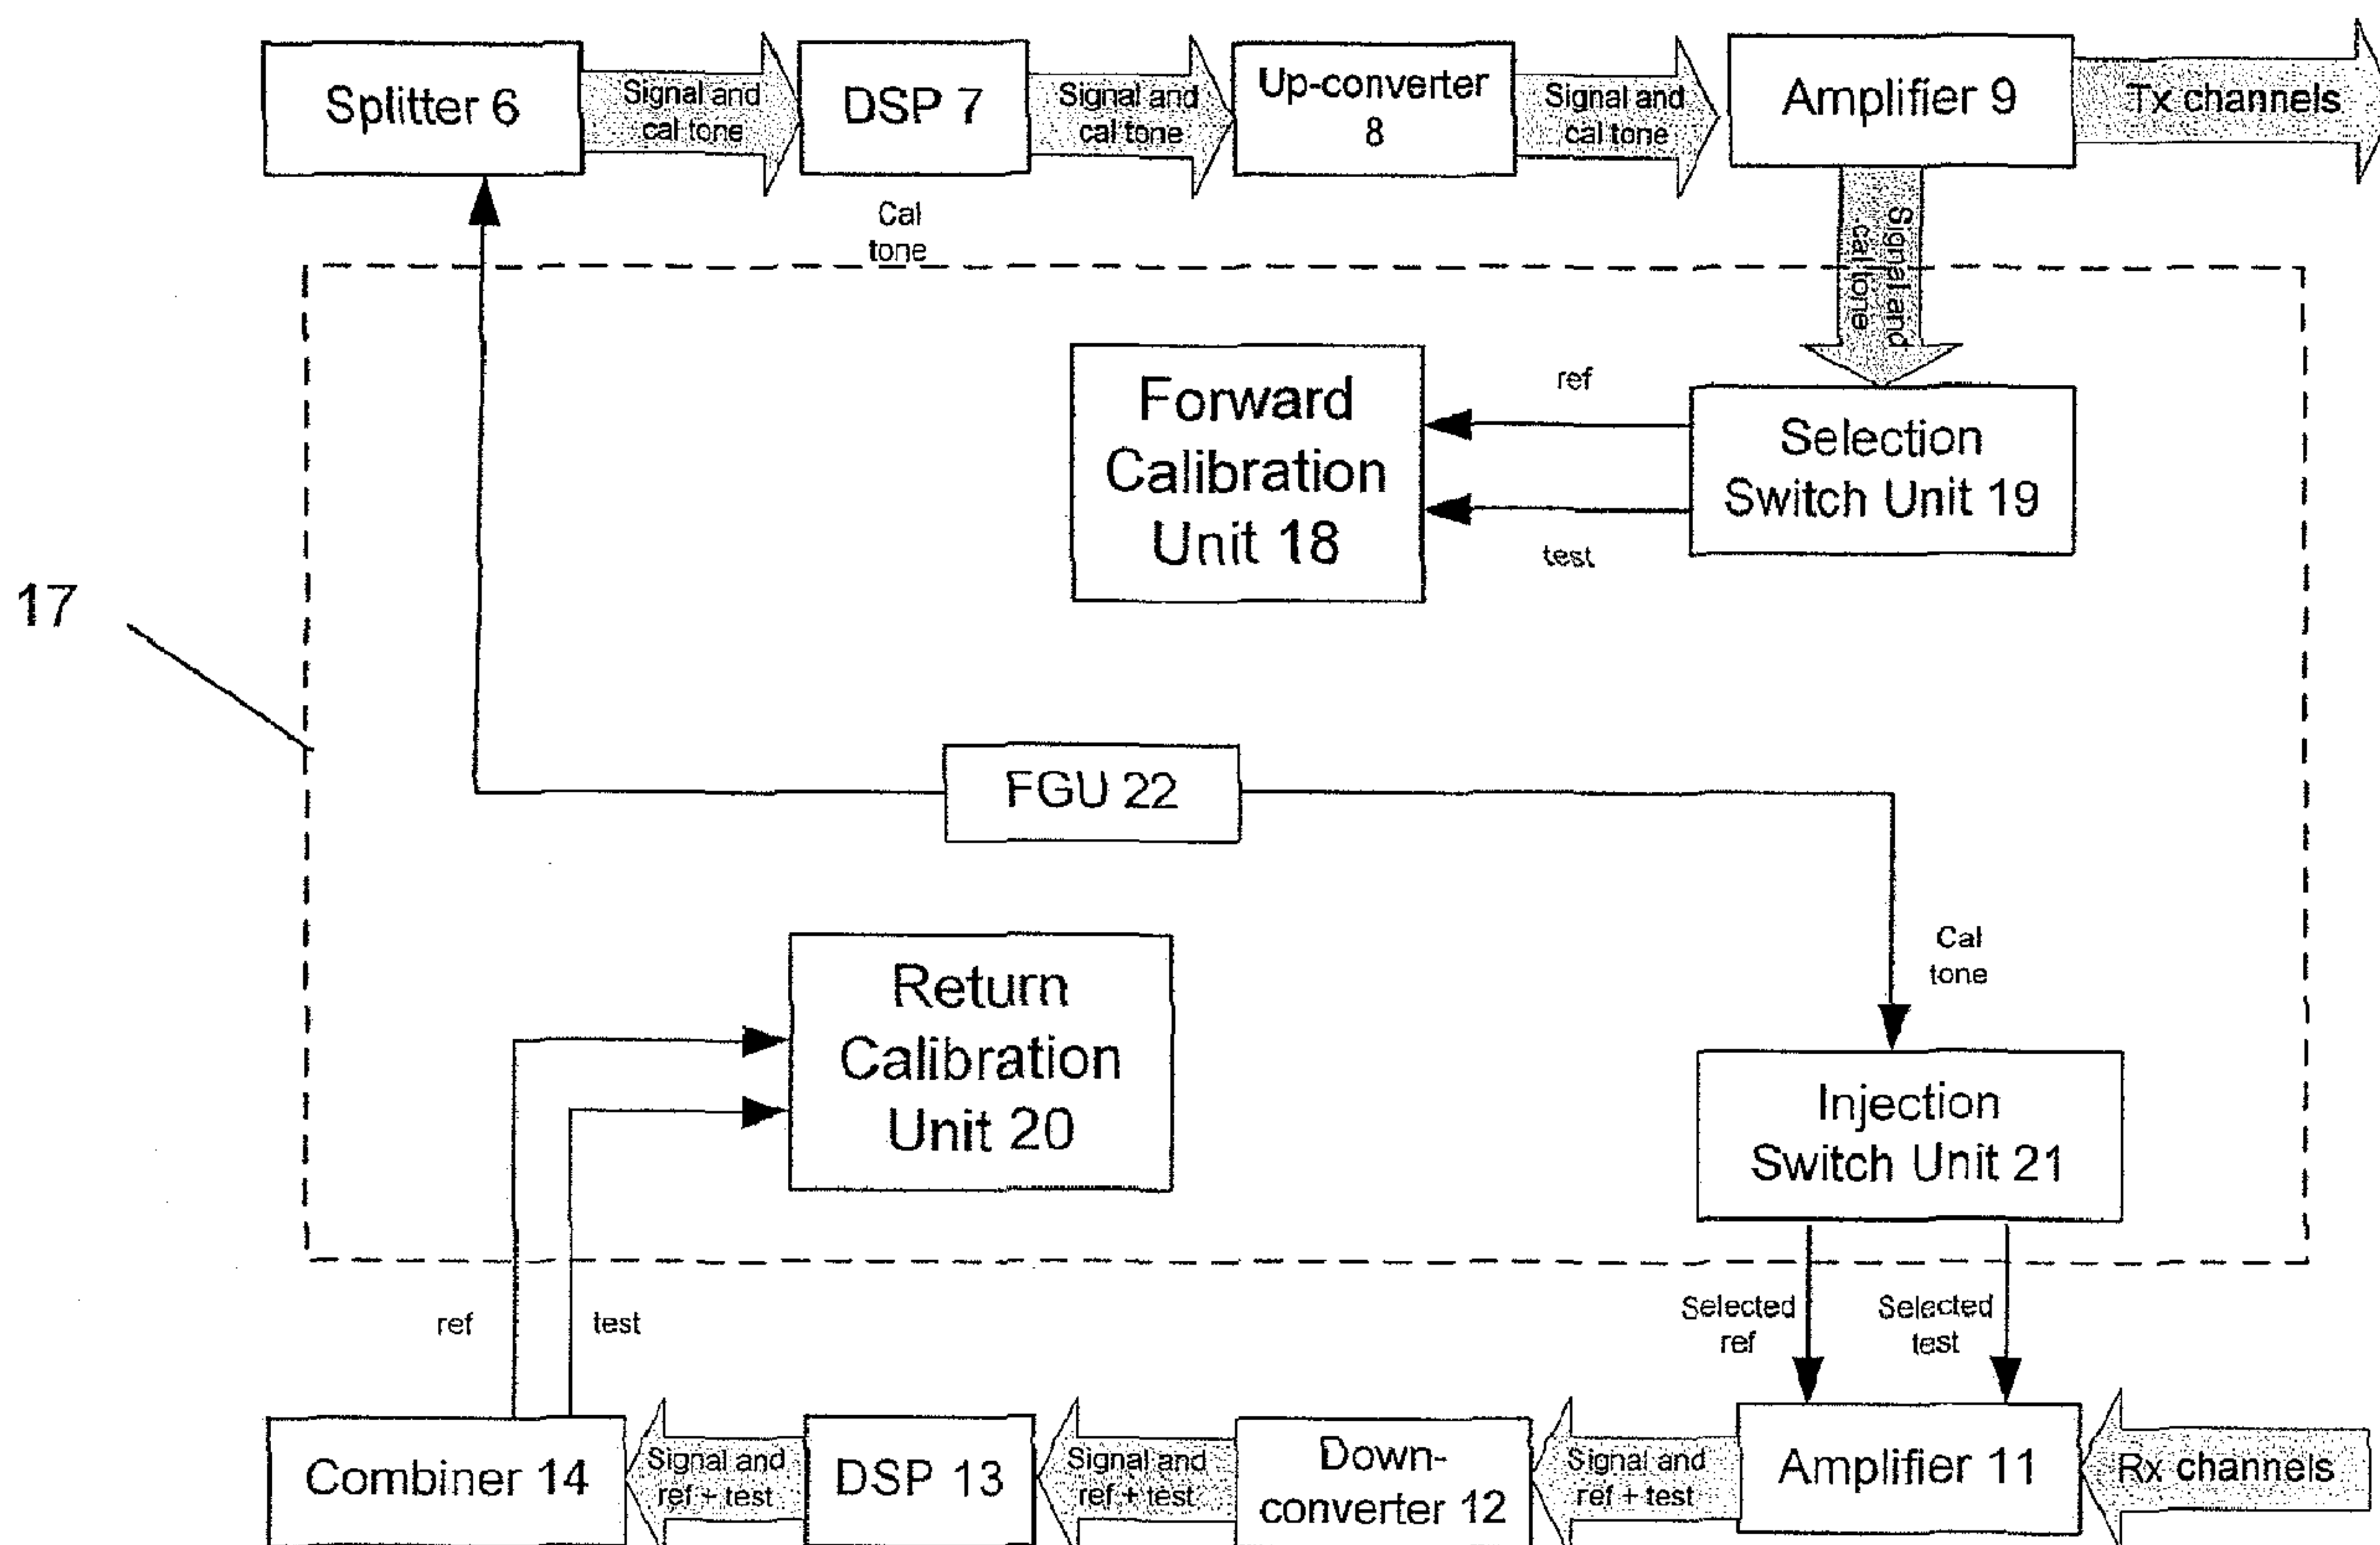 Splitter 6
Signal and
cal tone
DSP 7
Signal and
cal tone
Up-converter
8
Signal and
cal tone
Amplifier 9
Tx channels
Cal
tone
Signal and
cal tone
Forward
Calibration
Unit 18
ref
test
Selection
Switch Unit 19
17
FGU 22
Cal
tone
Return
Calibration
Unit 20
Injection
Switch Unit 21
ref
test
Selected
ref
Selected
test
Combiner 14
Signal and
ref + test
DSP 13
Signal and
ref + test
Down-
converter 12
Signal and
ref + test
Amplifier 11
Rx channels